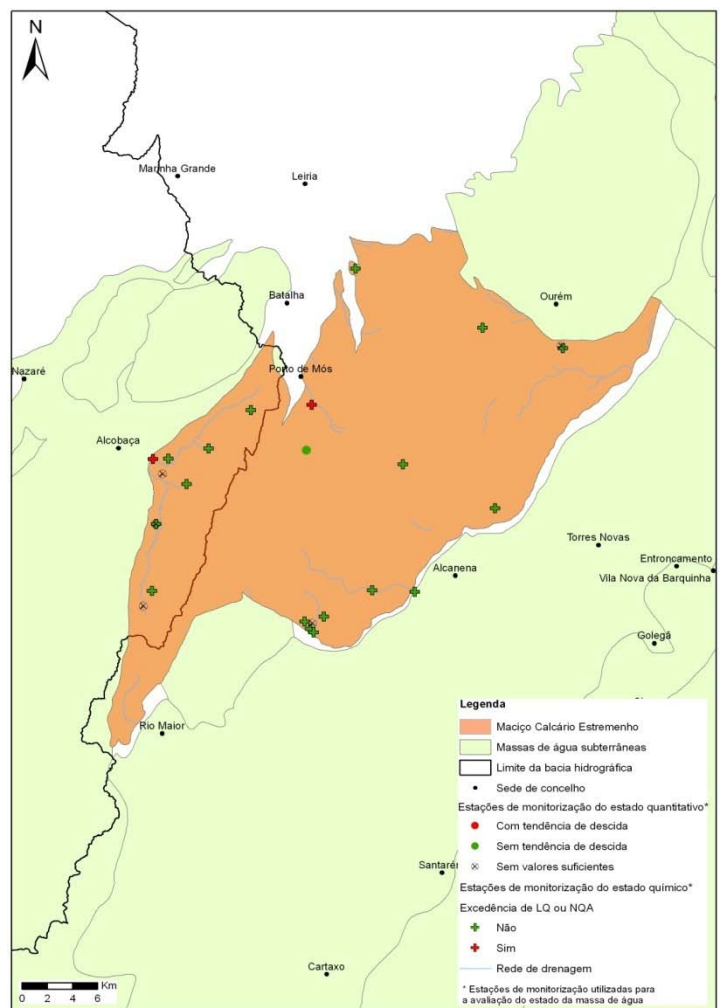 N
Marinha Grande
Leiria
Batalha
Ourém
Nazaré
Porto de Mós
Alcobaça
Torres Novas
Alcanena
Entroncamento
Vila Nova da Barquinha
Golegã
Rio Maior
Santarém
Cartaxo
Km
0 2 4 6
Legenda
Maciço Calcário Estremenho
Massas de água subterrâneas
Limite da bacia hidrográfica
Sede de concelho
Estações de monitorização do estado quantitativo*
Com tendência de descida
Sem tendência de descida
Sem valores suficientes
Estações de monitorização do estado químico*
Excedência de LQ ou NQA
Não
Sim
Rede de drenagem
* Estações de monitorização utilizadas para
a avaliação do estado da massa de água